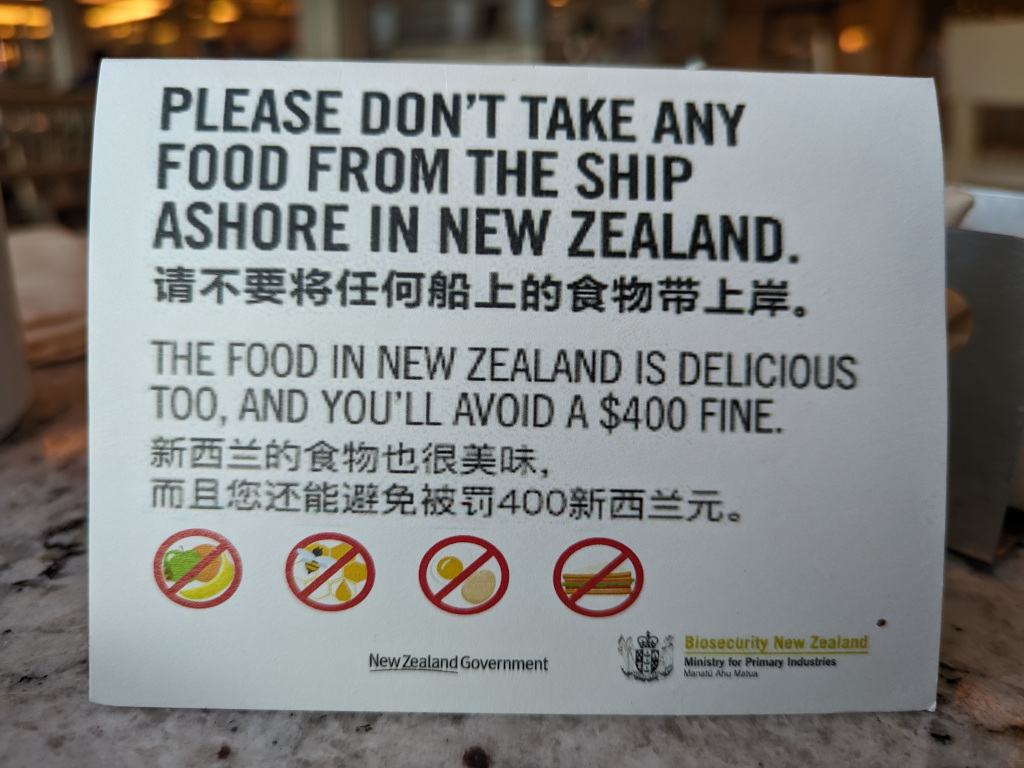 PLEASE DON'T TAKE ANY
FOOD FROM THE SHIP
ASHORE IN NEW ZEALAND.
请不要将任何船上的食物带上岸。
THE FOOD IN NEW ZEALAND IS DELICIOUS
TOO, AND YOU'LL AVOID A $400 FINE.
新西兰的食物也很美味,
而且您还能避免被罚400新西兰元。
New Zealand Government
Biosecurity New Zealand
Ministry for Primary Industries
Manatū Ahu Matua